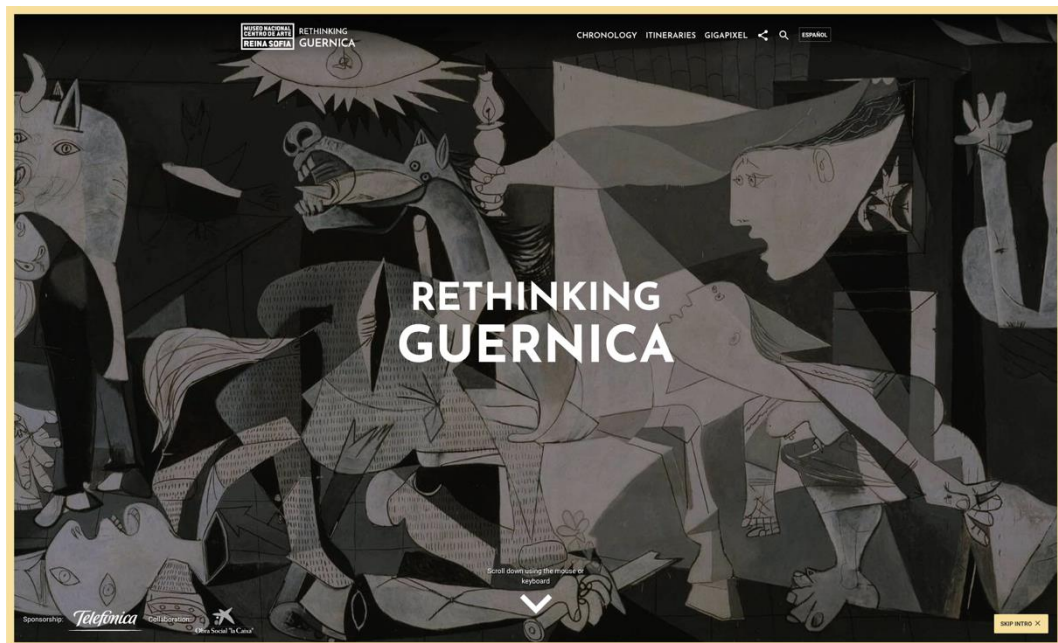 MUSEO NACIONAL
CENTRO DE ARTE
REINA SOFIA
RETHINKING
GUERNICA
CHRONOLOGY ITINERARIES GIGAPIXEL ESPAÑOL
RETHINKING
GUERNICA
Scroll down using the mouse or
keyboard
Sponsorship: Telefónica Collaboration:
Obra Social "la Caixa"
SKIP INTRO ×